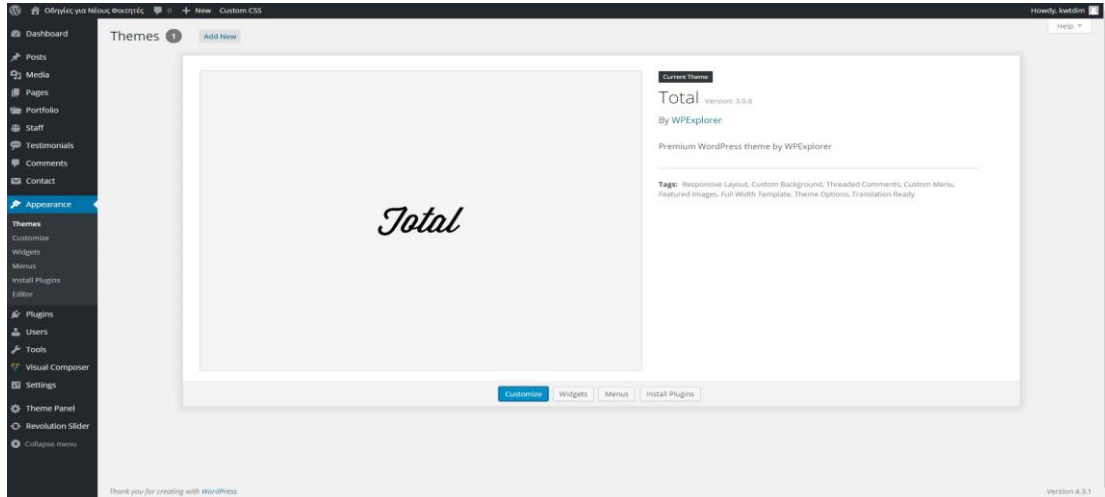 Οδηγίες για Νέους Φοιτητές 0 + New Custom CSS Howdy, kwtdim
Help
Dashboard
Posts
Media
Pages
Portfolio
Staff
Testimonials
Comments
Contact
Appearance
Themes
Customize
Widgets
Menus
Install Plugins
Editor
Plugins
Users
Tools
Visual Composer
Settings
Theme Panel
Revolution Slider
Collapse menu
Themes 1 Add New
Total
Current Theme
Total Version: 3.0.8
By WPExplorer
Premium WordPress theme by WPExplorer
Tags: Responsive Layout, Custom Background, Threaded Comments, Custom Menu,
Featured Images, Full Width Template, Theme Options, Translation Ready
Customize Widgets Menus Install Plugins
Thank you for creating with WordPress. Version 4.3.1